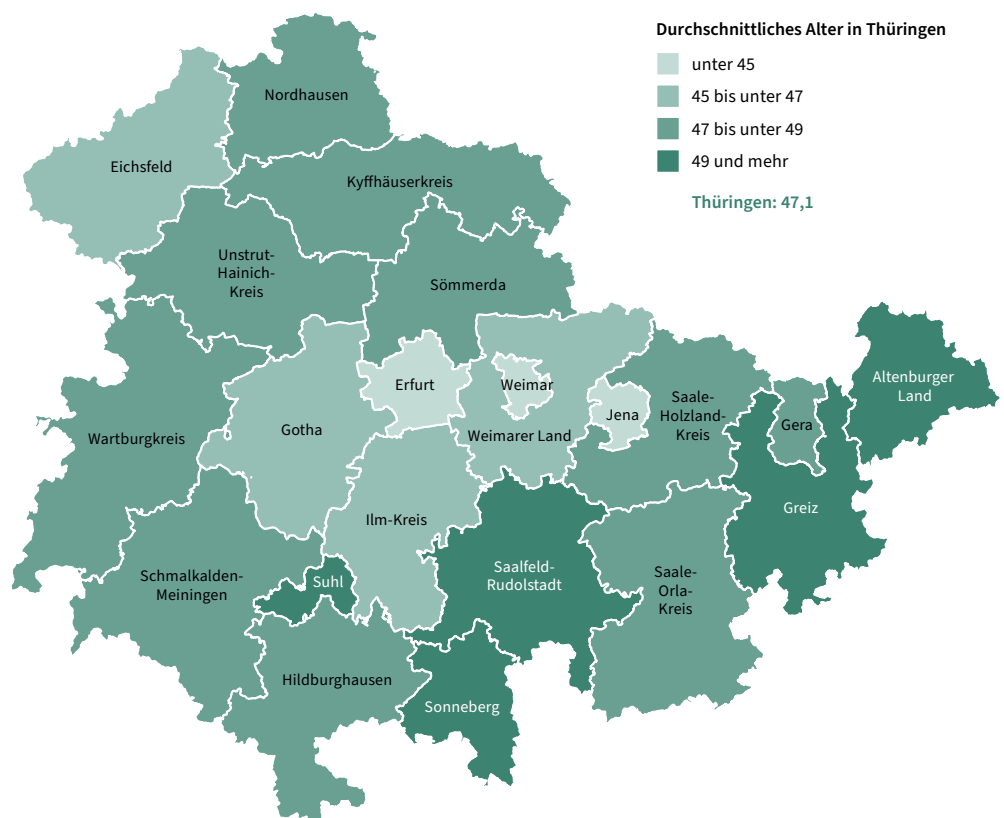 Durchschnittliches Alter in Thüringen
unter 45
45 bis unter 47
47 bis unter 49
49 und mehr
Thüringen: 47,1
Nordhausen
Eichsfeld
Kyffhäuserkreis
Unstrut-
Hainich-
Kreis
Sömmerda
Altenburger
Land
Erfurt
Weimar
Jena
Saale-
Holzland-
Kreis
Gera
Wartburgkreis
Gotha
Weimarer Land
Greiz
Ilm-Kreis
Schmalkalden-
Meiningen
Suhl
Saalfeld-
Rudolstadt
Saale-
Orla-
Kreis
Hildburghausen
Sonneberg